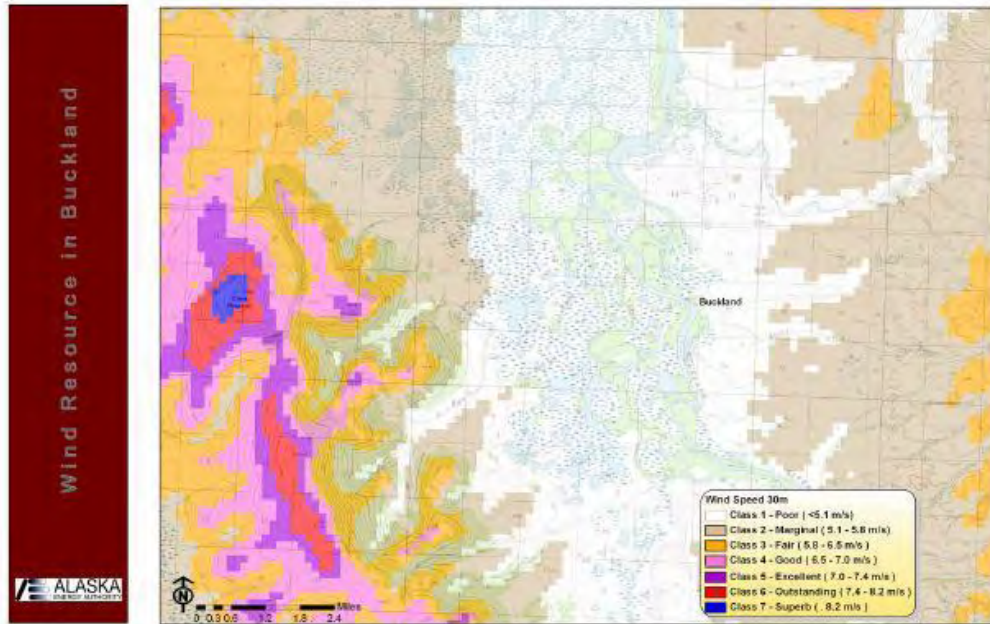 Wind Resource in Buckland
ALASKA
ENERGY AUTHORITY
Buckland
Wind Speed 30m
Class 1 - Poor ( <5.1 m/s)
Class 2 - Marginal ( 5.1 - 5.8 m/s)
Class 3 - Fair ( 5.8 - 6.5 m/s )
Class 4 - Good ( 6.5 - 7.0 m/s )
Class 5 - Excellent ( 7.0 - 7.4 m/s )
Class 6 - Outstanding ( 7.4 - 8.2 m/s )
Class 7 - Superb ( . 8.2 m/s )
N
Miles
0 0.3 0.6 1.2 1.8 2.4